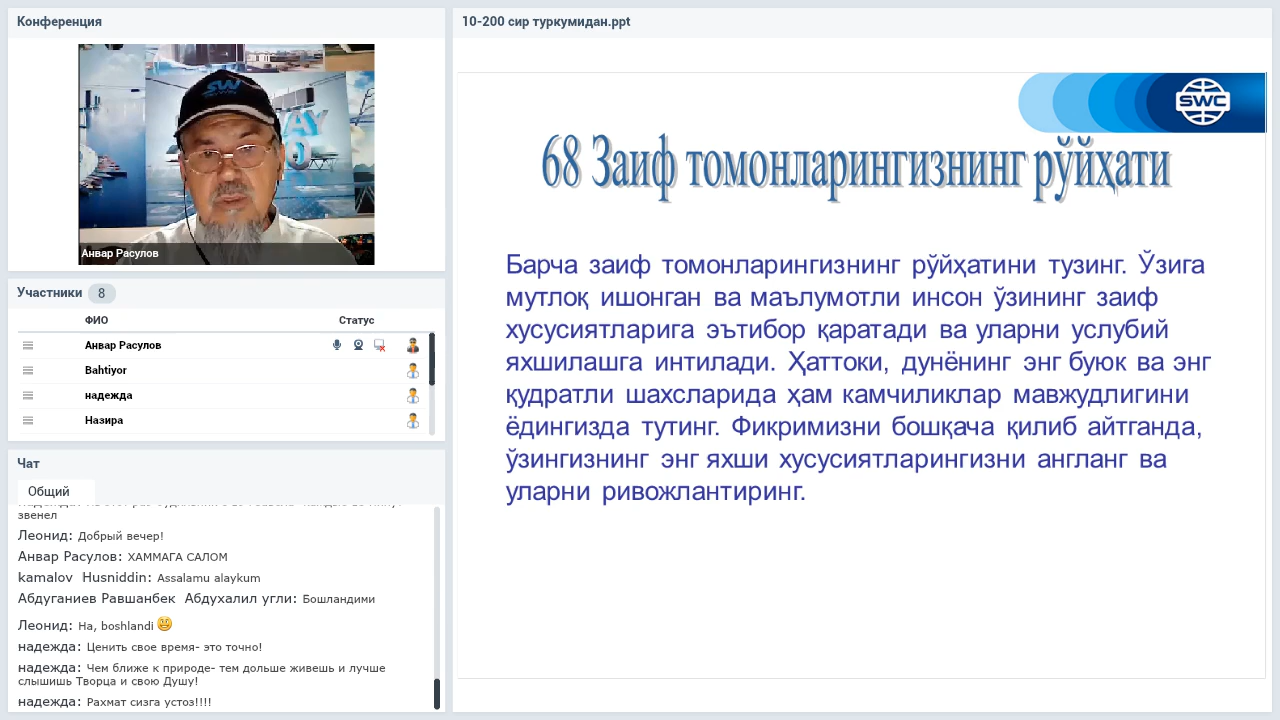 Конференция
SW
WAY
Анвар Расулов
Участники 8
ФИО Статус
Анвар Расулов
Bahtiyor
надежда
Назира
Чат
Общий
звенел
Леонид: Добрый вечер!
Анвар Расулов: ХАММАГА САЛОМ
kamalov Husniddin: Assalamu alaykum
Абдуганиев Равшанбек Абдухалил угли: Бошландими
Леонид: На, boshlandi
надежда: Ценить свое время- это точно!
надежда: Чем ближе к природе- тем дольше живешь и лучше
слышишь Творца и свою Душу!
надежда: Рахмат сизга устоз!!!!
10-200 сир туркумидан.ppt
SWC
68 Заиф томонларингизнинг рўйҳати
Барча заиф томонларингизнинг рўйҳатини тузинг. Ўзига
мутлоқ ишонган ва маълумотли инсон ўзининг заиф
хусусиятларига эътибор қаратади ва уларни услубий
яхшилашга интилади. Ҳаттоки, дунёнинг энг буюк ва энг
қудратли шахсларида ҳам камчиликлар мавжудлигини
ёдингизда тутинг. Фикримизни бошқача қилиб айтганда,
ўзингизнинг энг яхши хусусиятларингизни англанг ва
уларни ривожлантиринг.